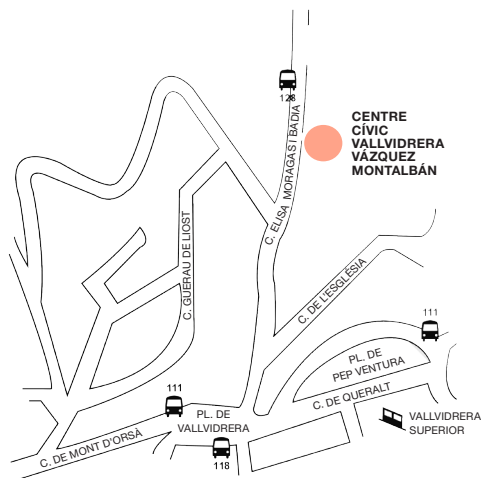 128
CENTRE
CÍVIC
VALLVIDRERA
VÁZQUEZ
MONTALBÁN
C. ELISA MORAGAS I BADIA
C. GUERAU DE LIOST
C. DE L'ESGLÉSIA
111
PL. DE
PEP VENTURA
C. DE QUERALT
111
PL. DE
VALLVIDRERA
VALLVIDRERA
SUPERIOR
C. DE MONT D'ORSÀ
118